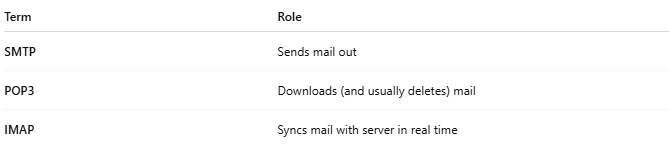 Term Role
SMTP Sends mail out
POP3 Downloads (and usually deletes) mail
IMAP Syncs mail with server in real time